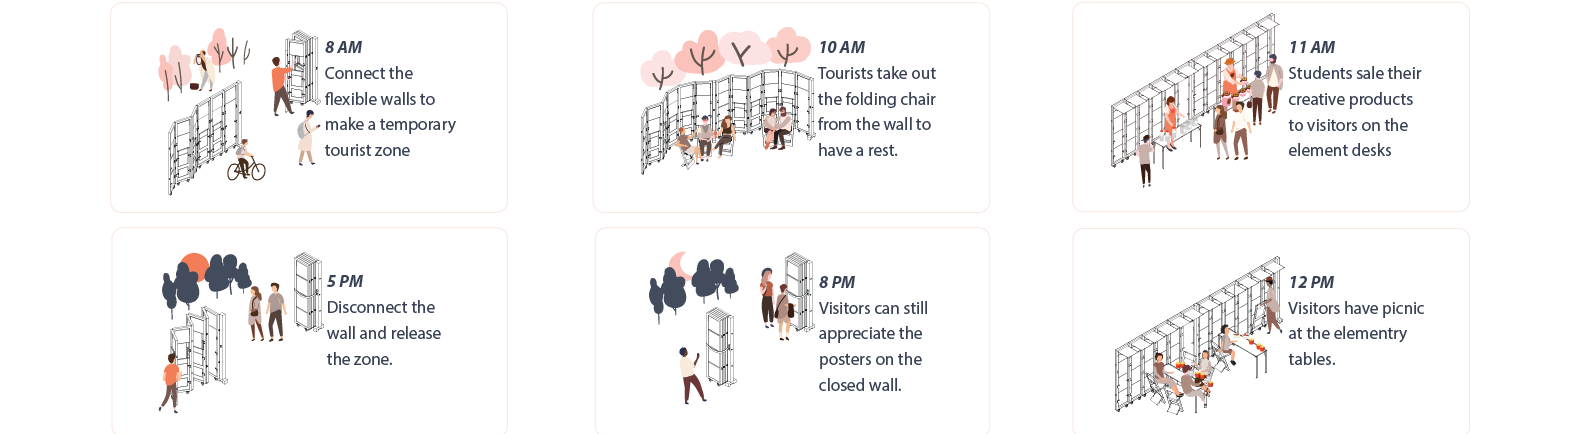 8 AM
Connect the
flexible walls to
make a temporary
tourist zone
10 AM
Tourists take out
the folding chair
from the wall to
have a rest.
11 AM
Students sale their
creative products
to visitors on the
element desks
5 PM
Disconnect the
wall and release
the zone.
8 PM
Visitors can still
appreciate the
posters on the
closed wall.
12 PM
Visitors have picnic
at the elementry
tables.